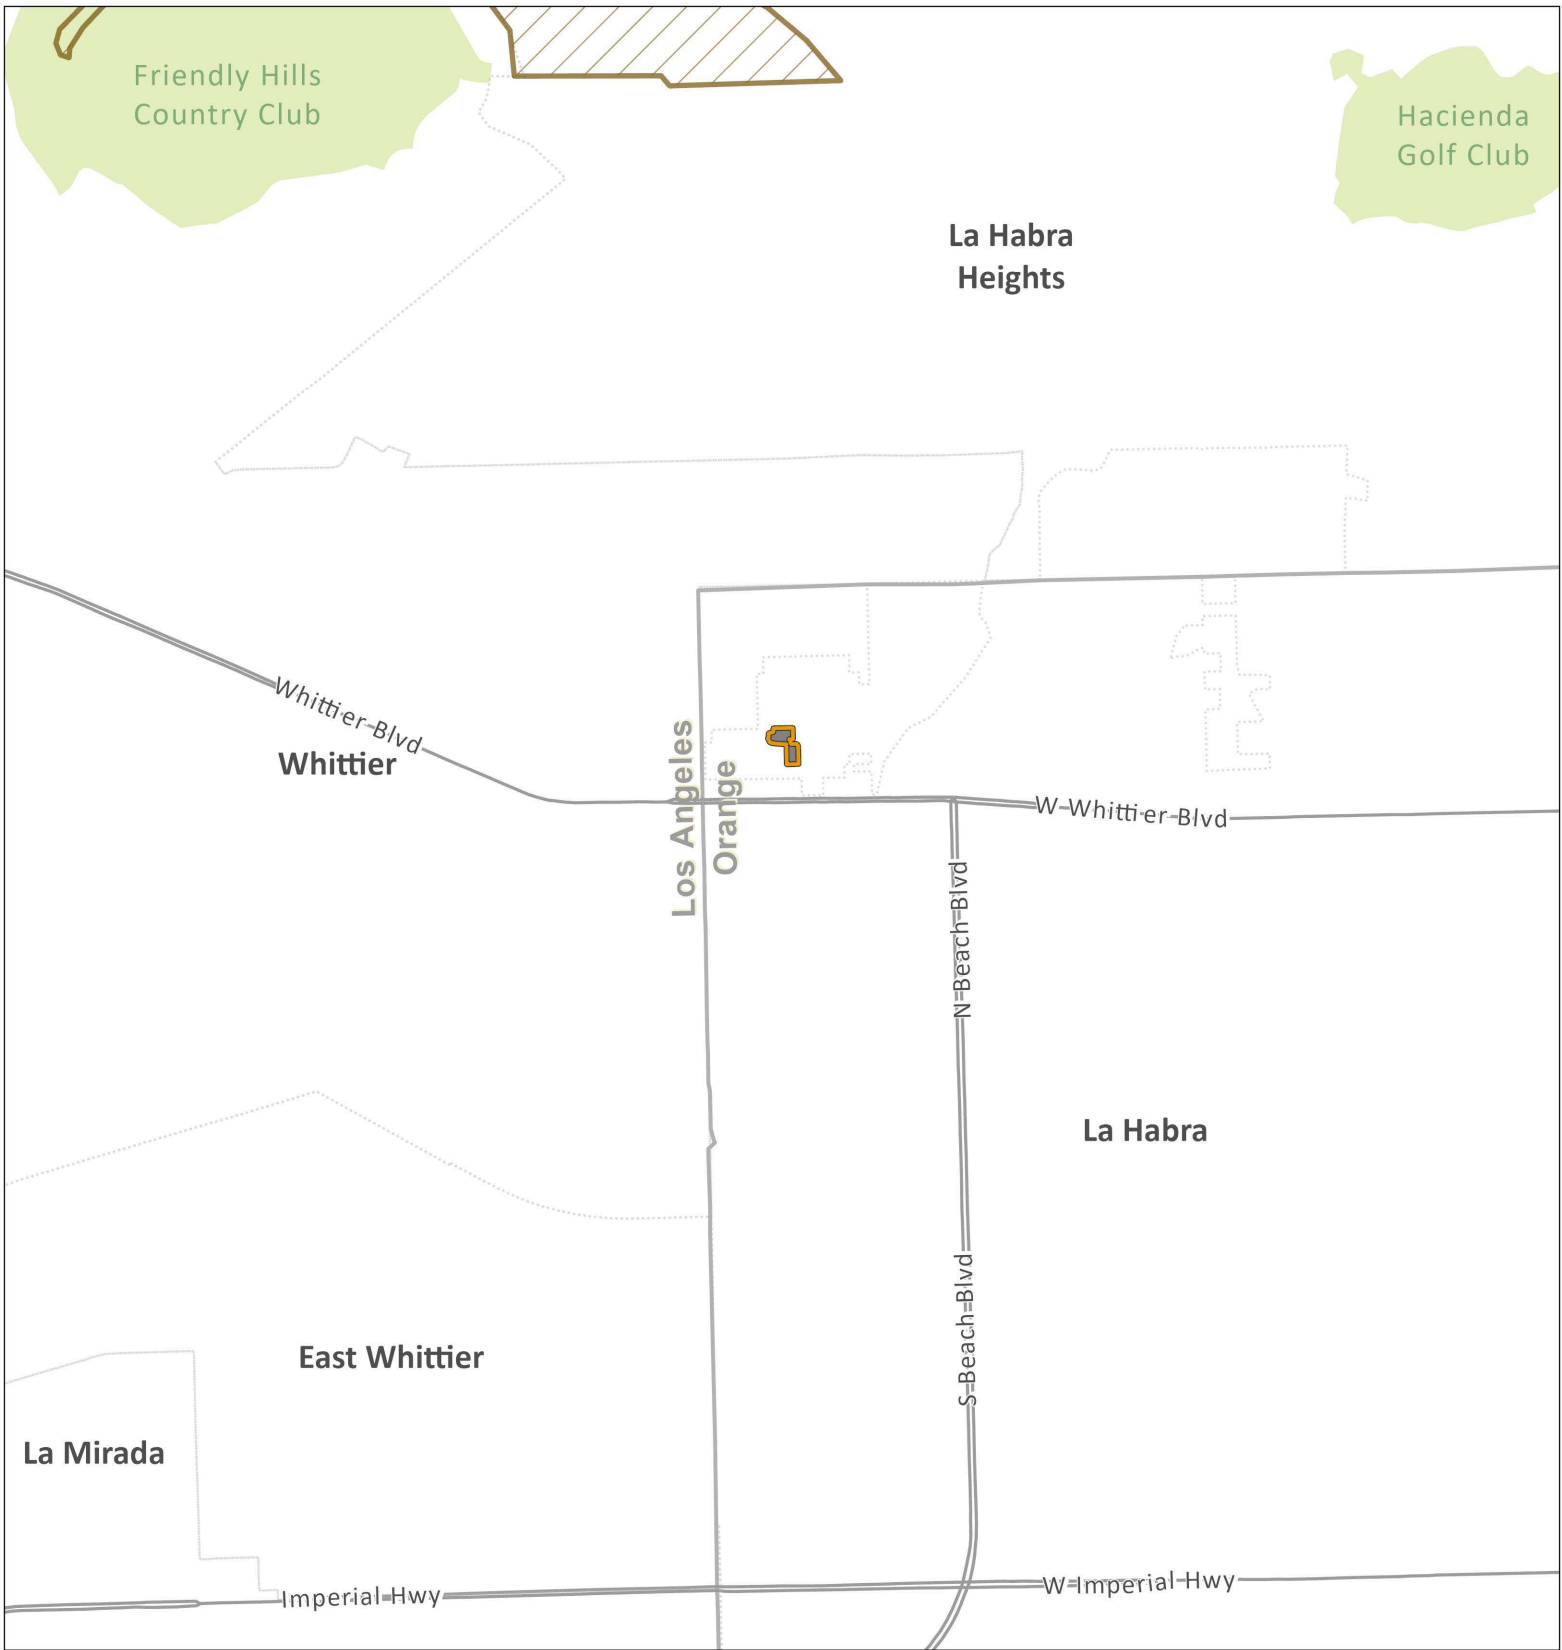 Friendly Hills
Country Club
Hacienda
Golf Club
La Habra
Heights
Whittier Blvd
Whittier
Los Angeles
Orange
W Whittier Blvd
N Beach Blvd
La Habra
S Beach Blvd
East Whittier
La Mirada
Imperial Hwy
W Imperial Hwy